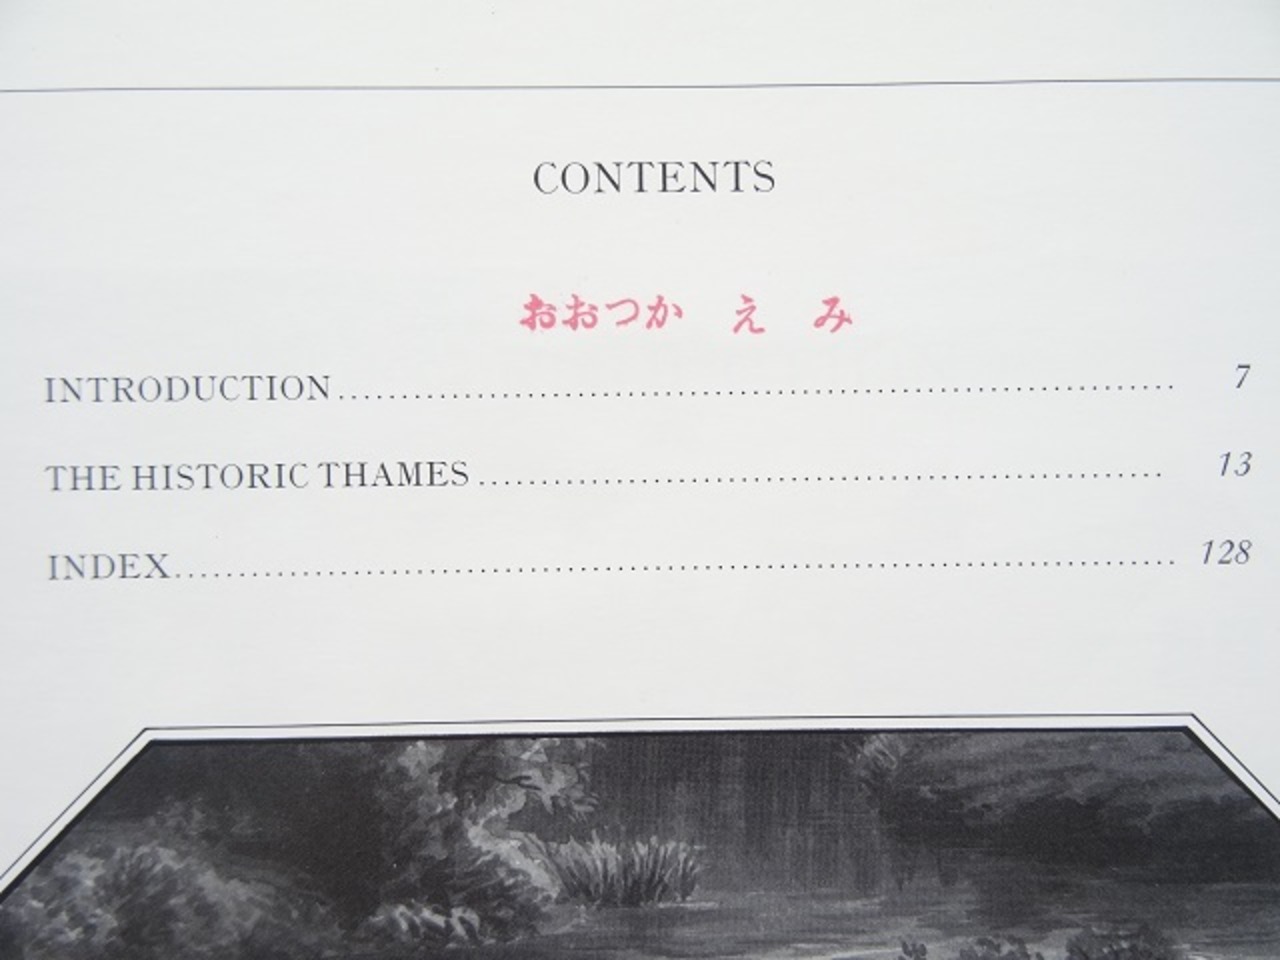 CONTENTS
おおつか　え　み
INTRODUCTION 7
THE HISTORIC THAMES 13
INDEX 128